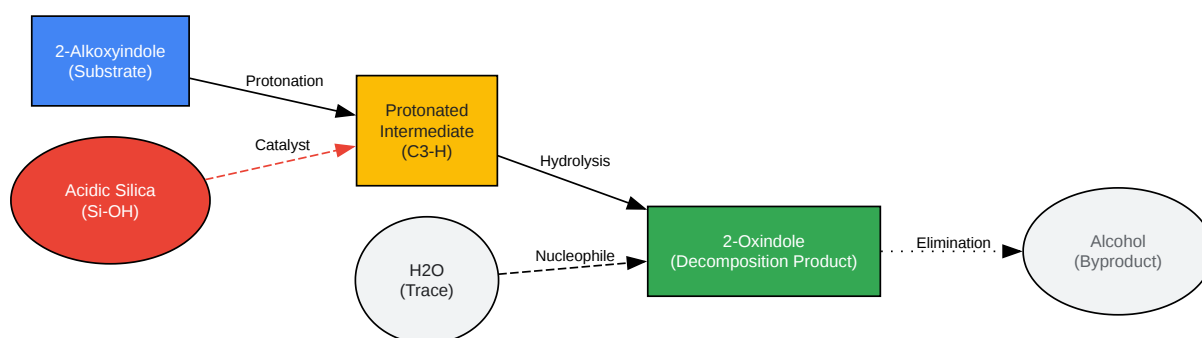 2-Alkoxyindole
(Substrate)
Protonation
Protonated
Intermediate
(C3-H)
Catalyst
Acidic Silica
(Si-OH)
Hydrolysis
H2O
(Trace)
Nucleophile
2-Oxindole
(Decomposition Product)
Elimination
Alcohol
(Byproduct)